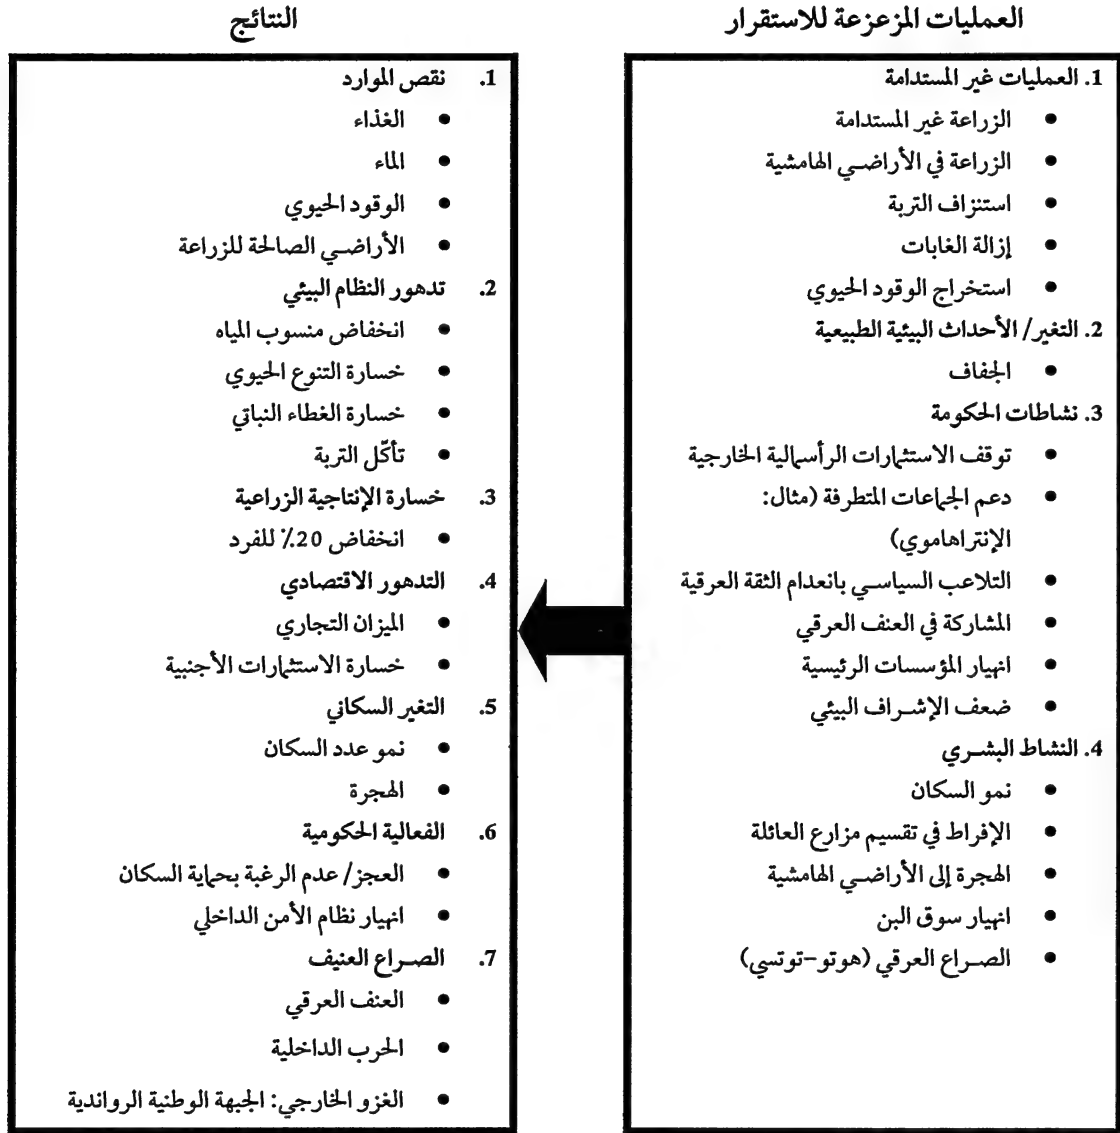 العمليات المزعزعة للاستقرار
1. العمليات غير المستدامة
• الزراعة غير المستدامة
• الزراعة في الأراضي الهامشية
• استنزاف التربة
• إزالة الغابات
• استخراج الوقود الحيوي
2. التغير/ الأحداث البيئية الطبيعية
• الجفاف
3. نشاطات الحكومة
• توقف الاستثمارات الرأسمالية الخارجية
• دعم الجماعات المتطرفة (مثال:
الإنتراهاموي)
• التلاعب السياسي بانعدام الثقة العرقية
• المشاركة في العنف العرقي
• انهيار المؤسسات الرئيسية
• ضعف الإشراف البيئي
4. النشاط البشري
• نمو السكان
• الإفراط في تقسيم مزارع العائلة
• الهجرة إلى الأراضي الهامشية
• انهيار سوق البن
• الصراع العرقي (هوتو-توتسي)
النتائج
1. نقص الموارد
• الغذاء
• الماء
• الوقود الحيوي
• الأراضي الصالحة للزراعة
2. تدهور النظام البيئي
• انخفاض منسوب المياه
• خسارة التنوع الحيوي
• خسارة الغطاء النباتي
• تأكّل التربة
3. خسارة الإنتاجية الزراعية
• انخفاض 20٪ للفرد
4. التدهور الاقتصادي
• الميزان التجاري
• خسارة الاستثمارات الأجنبية
5. التغير السكاني
• نمو عدد السكان
• الهجرة
6. الفعالية الحكومية
• العجز/ عدم الرغبة بحماية السكان
• انهيار نظام الأمن الداخلي
7. الصراع العنيف
• العنف العرقي
• الحرب الداخلية
• الغزو الخارجي: الجبهة الوطنية الرواندية